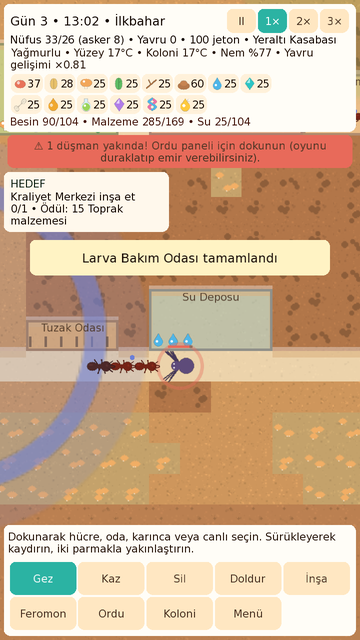 Gün 3 • 13:02 • İlkbahar
II 1× 2× 3×
Nüfus 33/26 (asker 8) • Yavru 0 • 100 jeton • Yeraltı Kasabası
Yağmurlu • Yüzey 17°C • Koloni 17°C • Nem %77 • Yavru
gelişimi ×0.81
37 28 25 25 25 60 25 25
25 25 25 25 25 25
Besin 90/104 • Malzeme 285/169 • Su 25/104
⚠ 1 düşman yakında! Ordu paneli için dokunun (oyunu
duraklatıp emir verebilirsiniz).
HEDEF
Kraliyet Merkezi inşa et
0/1 • Ödül: 15 Toprak
malzemesi
Larva Bakım Odası tamamlandı
Su Deposu
Tuzak Odası
Dokunarak hücre, oda, karınca veya canlı seçin. Sürükleyerek
kaydırın, iki parmakla yakınlaştırın.
Gez Kaz Sil Doldur İnşa
Feromon Ordu Koloni Menü